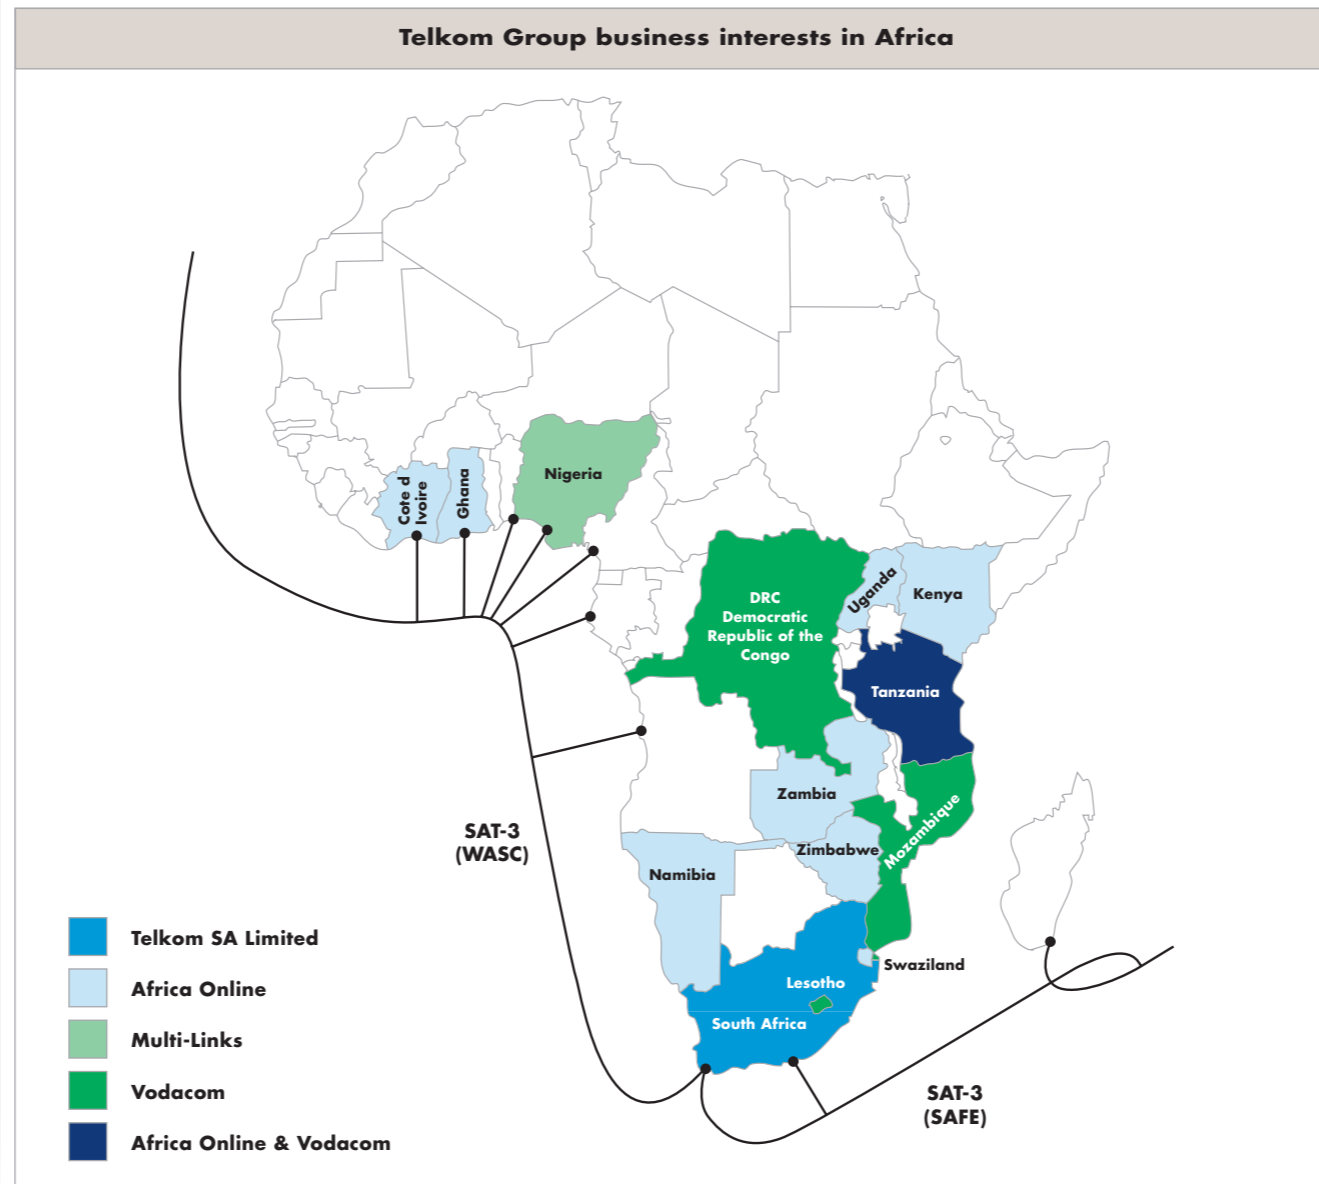 Telkom Group business interests in Africa
Cote d
Ivoire
Ghana
Nigeria
DRC
Democratic
Republic of the
Congo
Uganda
Kenya
Tanzania
Zambia
Mozambique
Zimbabwe
Namibia
SAT-3
(WASC)
Swaziland
Lesotho
South Africa
SAT-3
(SAFE)
Telkom SA Limited
Africa Online
Multi-Links
Vodacom
Africa Online & Vodacom